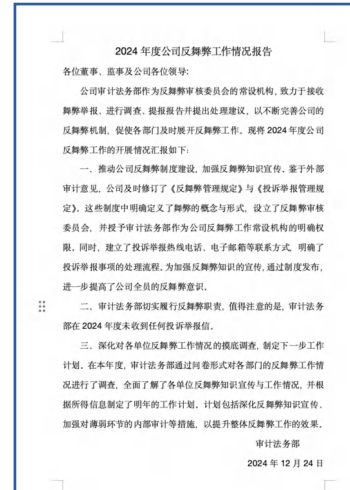 2024 年度公司反舞弊工作情况报告
各位董事、监事及公司各位领导：
公司审计法务部作为反舞弊审核委员会的常设机构，致力于接收
舞弊举报、进行调查、提报报告并提出处理建议，以不断完善公司的
反舞弊机制，促使各部门及时展开反舞弊工作。现将 2024 年度公司
反舞弊工作的开展情况汇报如下：
一、推动公司反舞弊制度建设，加强反舞弊知识宣传。鉴于外部
审计意见，公司及时修订了《反舞弊管理规定》与《投诉举报管理规
定》。这些制度中明确定义了舞弊的概念与形式，设立了反舞弊审核
委员会，并授予审计法务部作为公司反舞弊工作常设机构的明确权
限。同时，建立了投诉举报热线电话、电子邮箱等联系方式，明确了
投诉举报事项的处理流程。为加强反舞弊知识的宣传，通过制度发布，
进一步提高了公司全员的反舞弊意识。
二、审计法务部切实履行反舞弊职责，值得注意的是，审计法务
部在 2024 年度未收到任何投诉举报信。
三、深化对各单位反舞弊工作情况的摸底调查，制定下一步工作
计划。在本年度，审计法务部通过问卷形式对各部门的反舞弊工作情
况进行了调查，全面了解了各单位反舞弊知识宣传与工作情况，并根
据所得信息制定了明年的工作计划。计划包括深化反舞弊知识宣传、
加强对薄弱环节的内部审计等措施，以提升整体反舞弊工作的效果。
审计法务部
2024 年 12 月 24 日